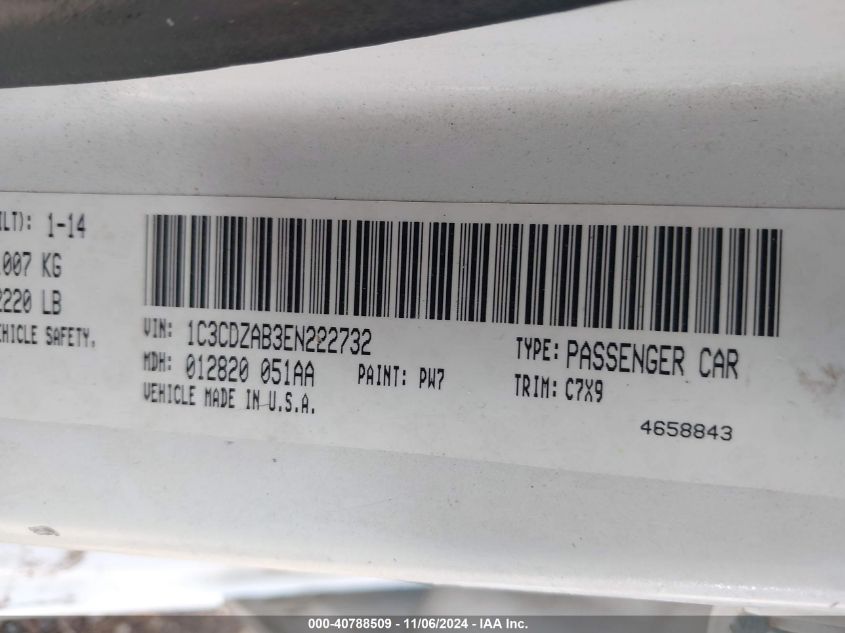 ILT): 1-14
007 KG
2220 LB
HICLE SAFETY.
VIN: 1C3CDZAB3EN222732
TYPE: PASSENGER CAR
MDH: 012820 051AA
PAINT: PW7
TRIM: C7X9
VEHICLE MADE IN U.S.A.
4658843
000-40788509 - 11/06/2024 - IAA Inc.